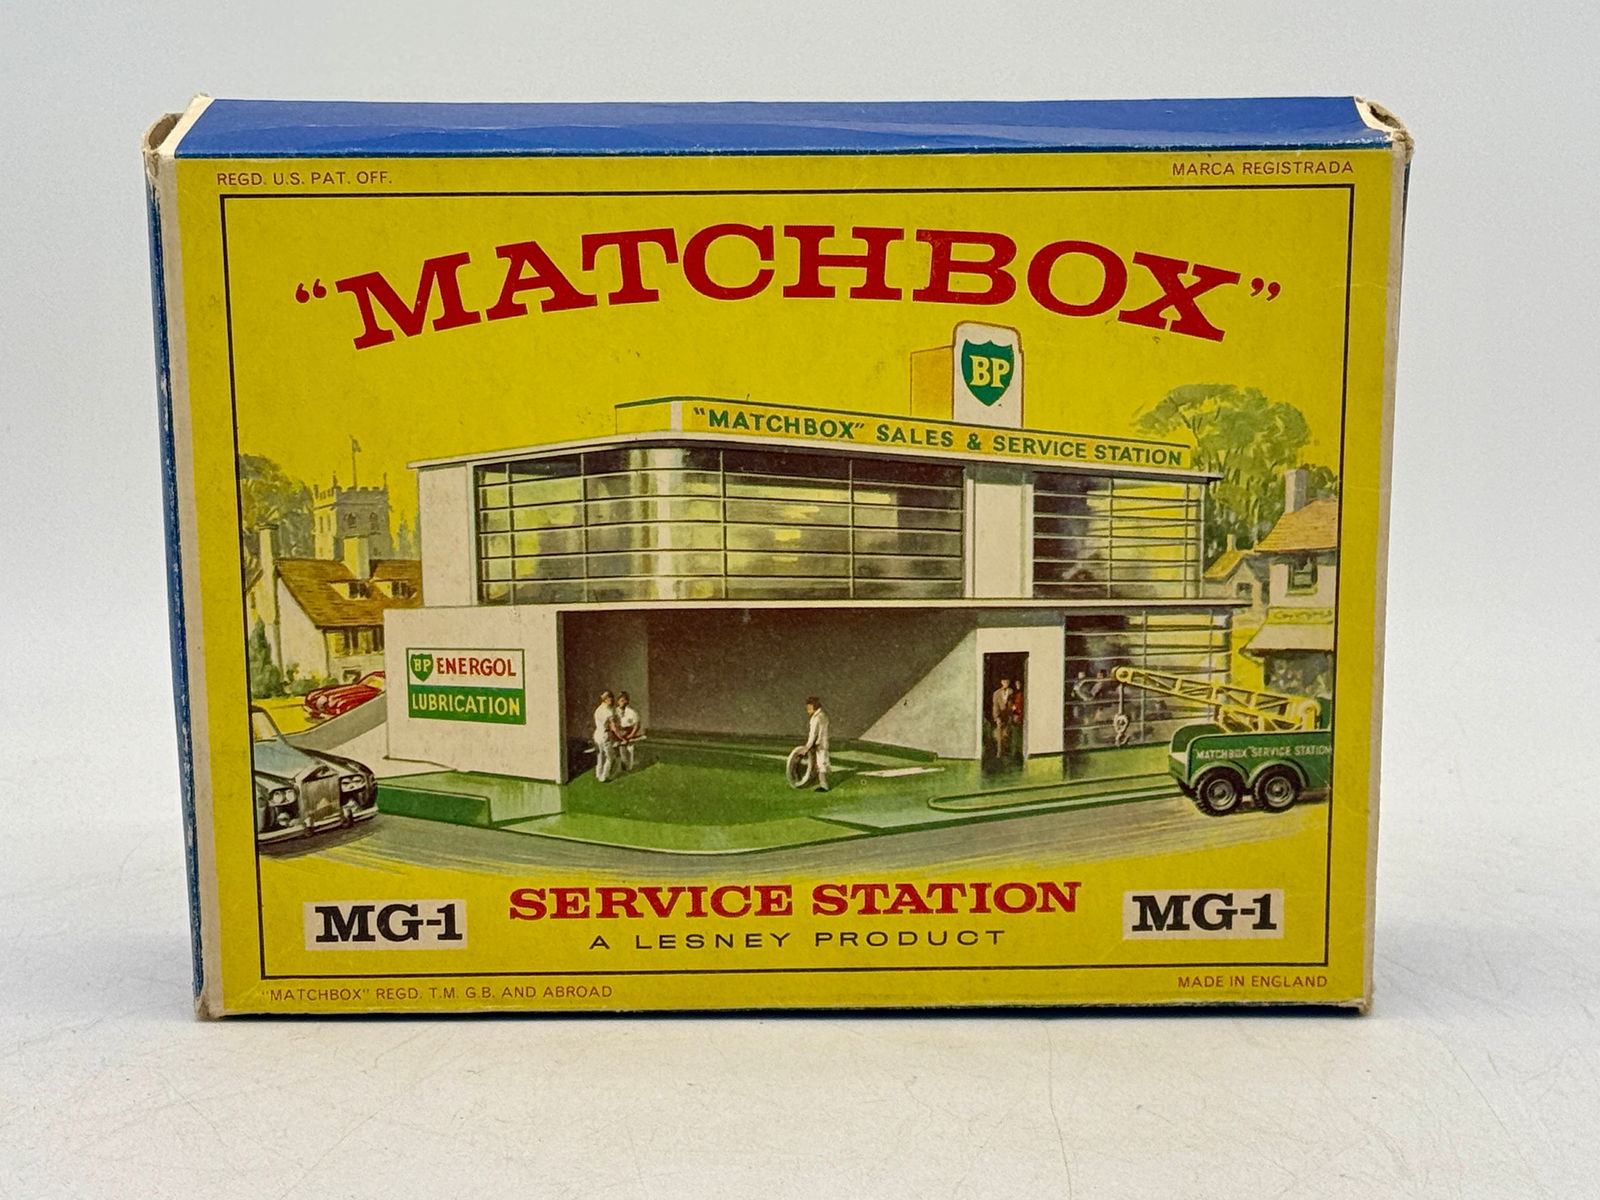 REGD. U.S. PAT. OFF.
MARCA REGISTRADA
“MATCHBOX”
BP
"MATCHBOX" SALES & SERVICE STATION
BP ENERGOL
LUBRICATION
MATCHBOX SERVICE STATION
MG-1
SERVICE STATION
MG-1
A LESNEY PRODUCT
"MATCHBOX" REGD. T.M. G.B. AND ABROAD
MADE IN ENGLAND